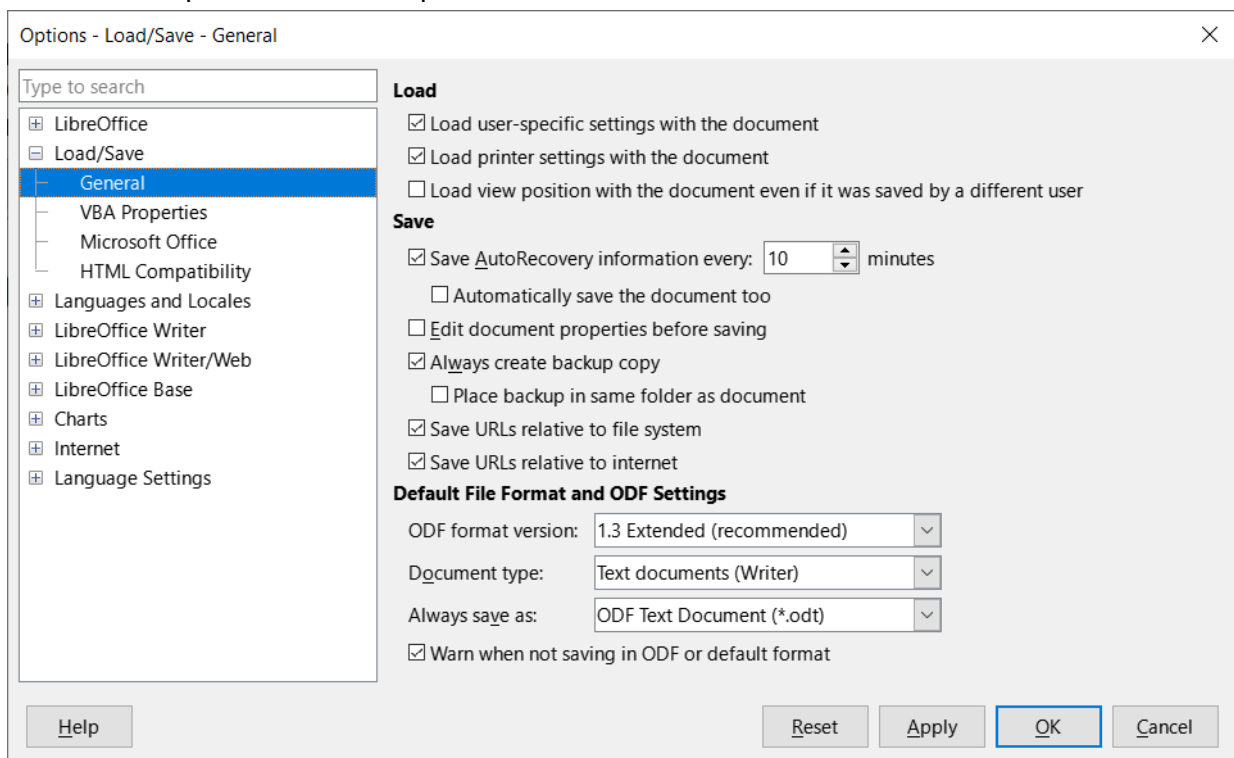 Options - Load/Save - General
Type to search
LibreOffice
Load/Save
General
VBA Properties
Microsoft Office
HTML Compatibility
Languages and Locales
LibreOffice Writer
LibreOffice Writer/Web
LibreOffice Base
Charts
Internet
Language Settings
Load
Load user-specific settings with the document
Load printer settings with the document
Load view position with the document even if it was saved by a different user
Save
Save AutoRecovery information every: 10 minutes
Automatically save the document too
Edit document properties before saving
Always create backup copy
Place backup in same folder as document
Save URLs relative to file system
Save URLs relative to internet
Default File Format and ODF Settings
ODF format version: 1.3 Extended (recommended)
Document type: Text documents (Writer)
Always save as: ODF Text Document (*.odt)
Warn when not saving in ODF or default format
Help Reset Apply OK Cancel